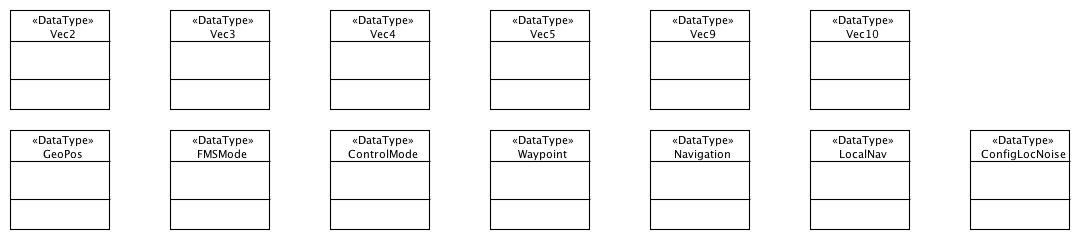 «DataType»
Vec2
«DataType»
Vec3
«DataType»
Vec4
«DataType»
Vec5
«DataType»
Vec9
«DataType»
Vec10
«DataType»
GeoPos
«DataType»
FMSMode
«DataType»
ControlMode
«DataType»
Waypoint
«DataType»
Navigation
«DataType»
LocalNav
«DataType»
ConfigLocNoise